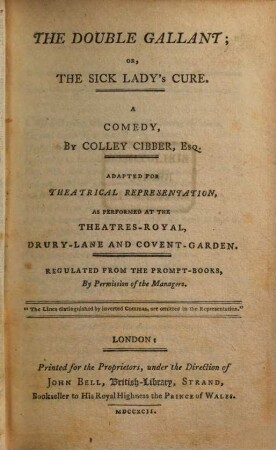 THE DOUBLE GALLANT;
OR,
THE SICK LADY's CURE.
A
COMEDY,
By COLLEY CIBBER, Esq.
ADAPTED FOR
THEATRICAL REPRESENTATION,
AS PERFORMED AT THE
THEATRES-ROYAL,
DRURY-LANE AND COVENT-GARDEN.
REGULATED FROM THE PROMPT-BOOKS,
By Permission of the Managers.
"The Lines distinguished by inverted Commas, are omitted in the Representation."
LONDON:
Printed for the Proprietors, under the Direction of
JOHN BELL, British-Library, STRAND,
Bookseller to His Royal Highness the PRINCE OF WALES.
MDCCXCII.